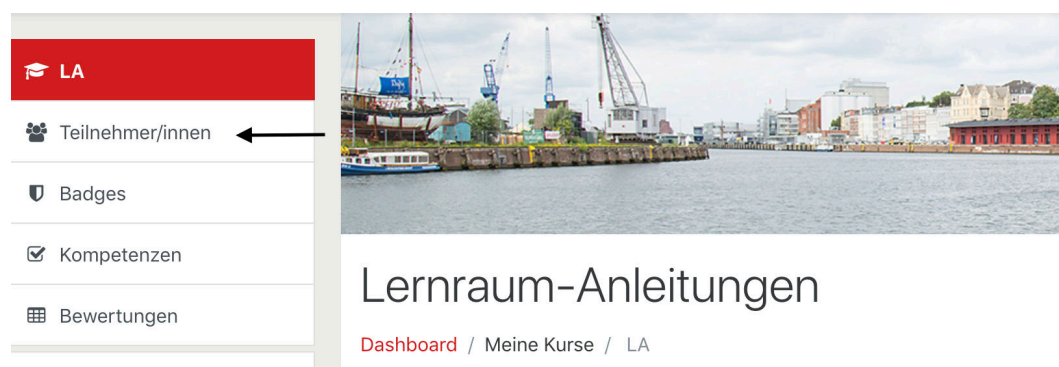 LA
Teilnehmer/innen
Badges
Kompetenzen
Bewertungen
Lernraum-Anleitungen
Dashboard / Meine Kurse / LA